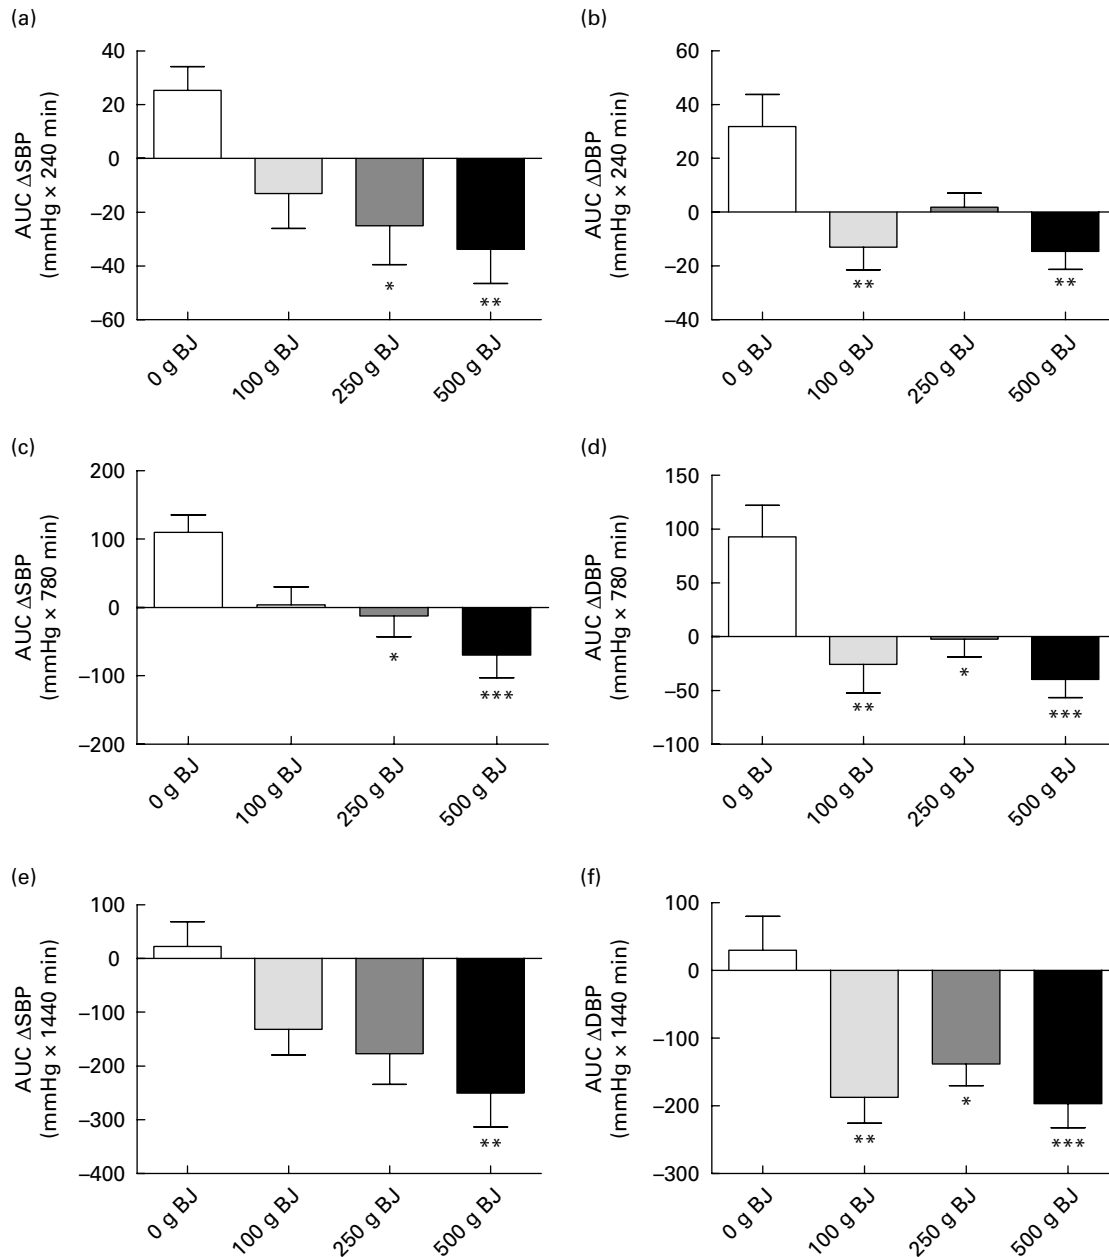 (a)
AUC ΔSBP
(mmHg × 240 min)
40
20
0
–20
–40
–60
*
**
0 g BJ
100 g BJ
250 g BJ
500 g BJ
(b)
AUC ΔDBP
(mmHg × 240 min)
60
40
20
0
–20
–40
**
**
0 g BJ
100 g BJ
250 g BJ
500 g BJ
(c)
AUC ΔSBP
(mmHg × 780 min)
200
100
0
–100
–200
*
***
0 g BJ
100 g BJ
250 g BJ
500 g BJ
(d)
AUC ΔDBP
(mmHg × 780 min)
150
100
50
0
–50
–100
**
*
***
0 g BJ
100 g BJ
250 g BJ
500 g BJ
(e)
AUC ΔSBP
(mmHg × 1440 min)
100
0
–100
–200
–300
–400
**
0 g BJ
100 g BJ
250 g BJ
500 g BJ
(f)
AUC ΔDBP
(mmHg × 1440 min)
100
0
–100
–200
–300
**
*
***
0 g BJ
100 g BJ
250 g BJ
500 g BJ